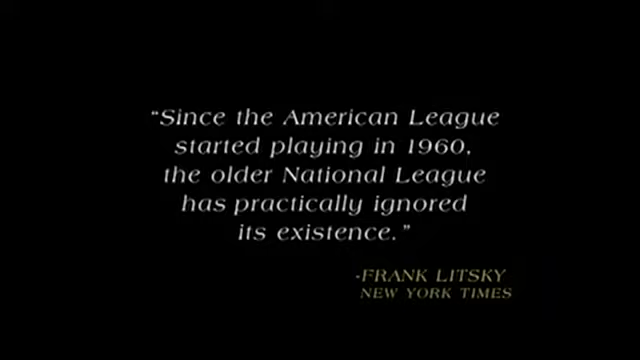 “Since the American League
started playing in 1960,
the older National League
has practically ignored
its existence.”
-FRANK LITSKY
NEW YORK TIMES